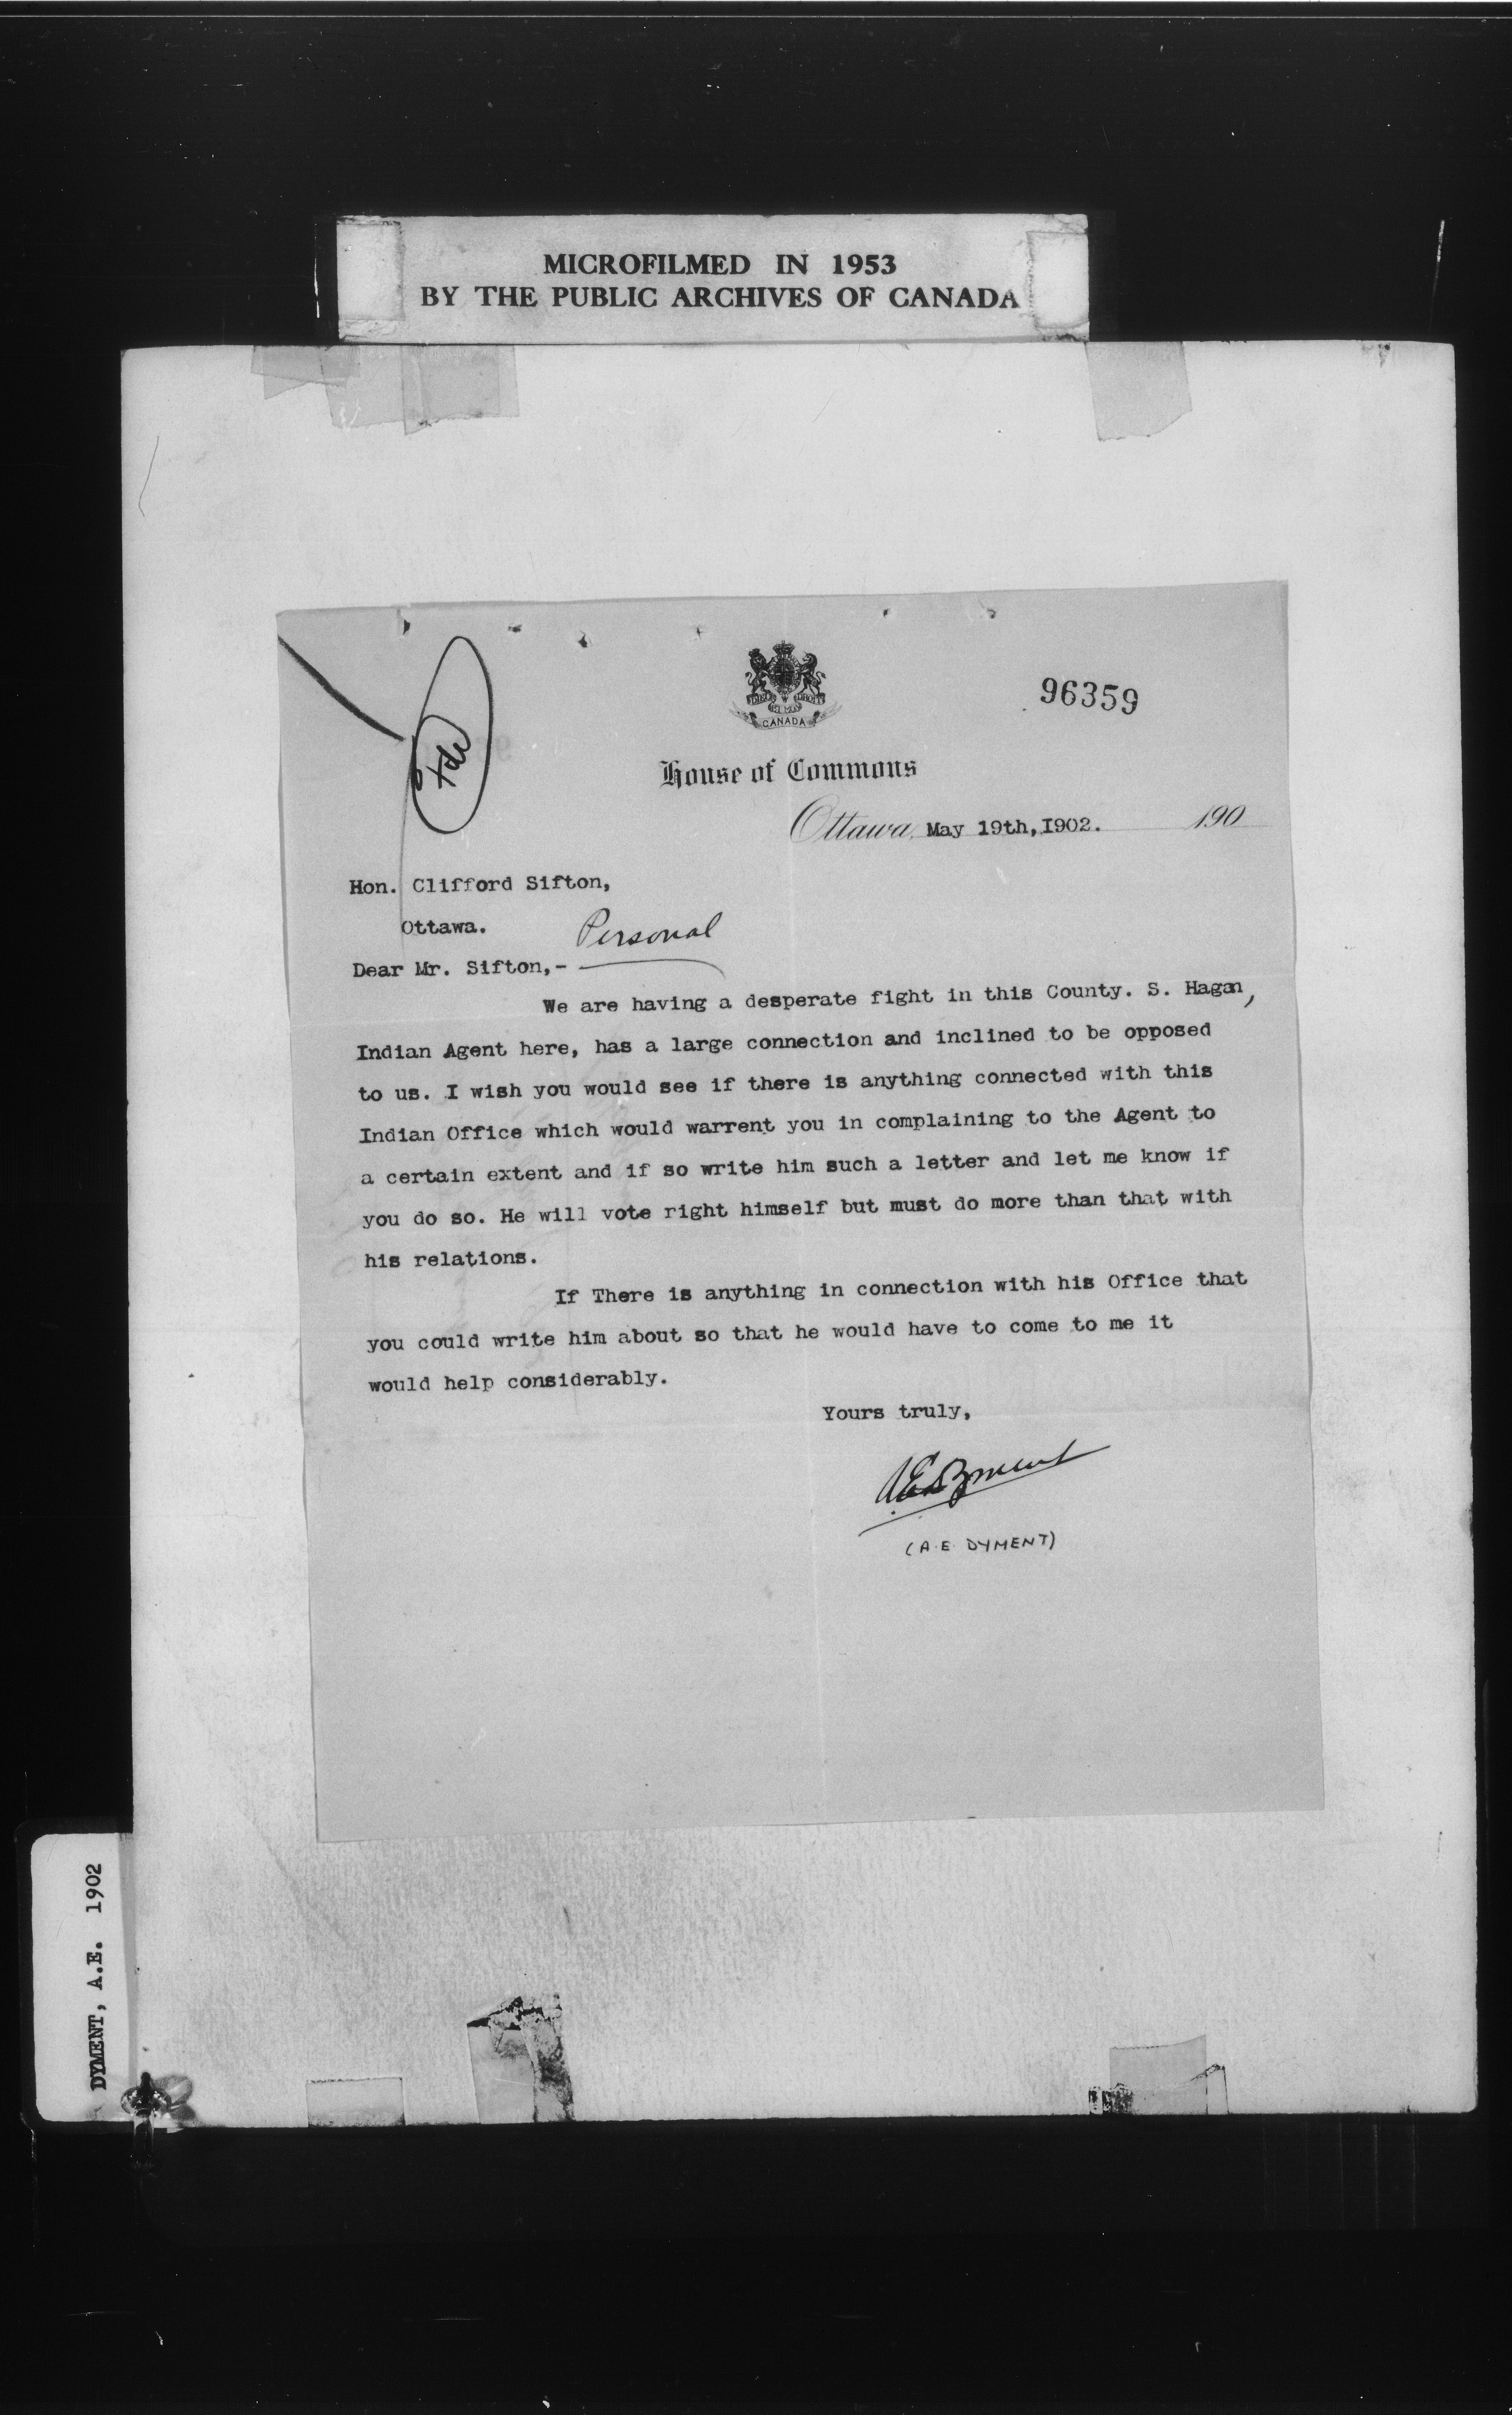 MICROFILMED IN 1953
BY THE PUBLIC ARCHIVES OF CANADA
DIEU ET MON DROIT
CANADA
96359
House of Commons
Ottawa, May 19th, I902. 190
Hon. Clifford Sifton,
Ottawa.
Personal
Dear Mr. Sifton,-
We are having a desperate fight in this County. S. Hagan,
Indian Agent here, has a large connection and inclined to be opposed
to us. I wish you would see if there is anything connected with this
Indian Office which would warrent you in complaining to the Agent to
a certain extent and if so write him such a letter and let me know if
you do so. He will vote right himself but must do more than that with
his relations.
If There is anything in connection with his Office that
you could write him about so that he would have to come to me it
would help considerably.
Yours truly,
A E Dyment
(A.E. DYMENT)
DYMENT, A.E. 1902